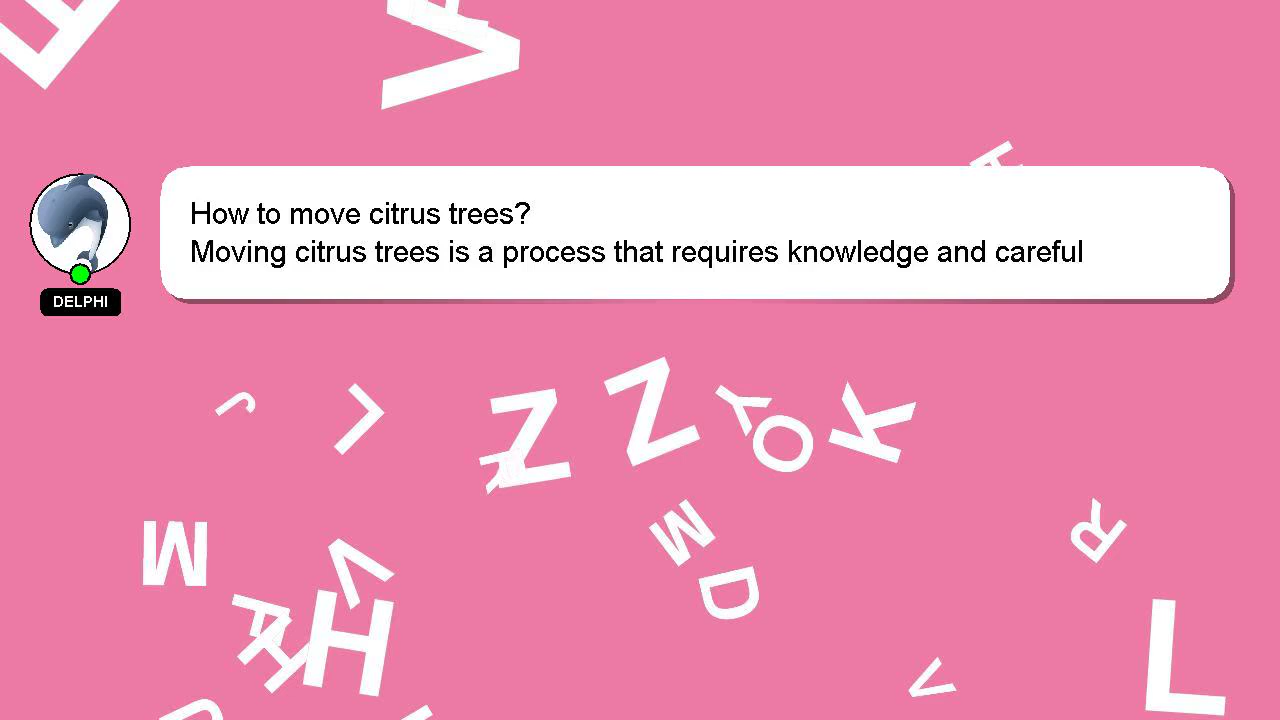 How to move citrus trees?
Moving citrus trees is a process that requires knowledge and careful
DELPHI
V
J
L
Z
Z
Y
O
K
M
M
V
D
R
H
H
L
V